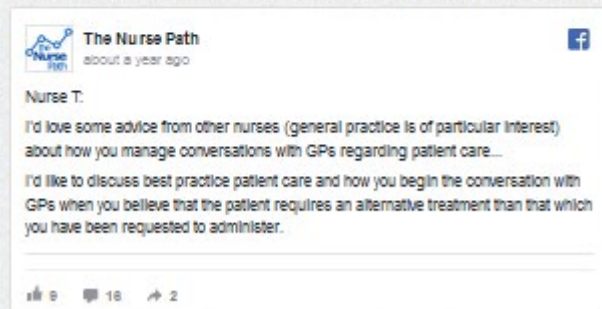 The Nurse Path
about a year ago
The
Nurse
Path
Nurse T:
I'd love some advice from other nurses (general practice is of particular interest)
about how you manage conversations with GPs regarding patient care...
I'd like to discuss best practice patient care and how you begin the conversation with
GPs when you believe that the patient requires an alternative treatment than that which
you have been requested to administer.
9 16 2